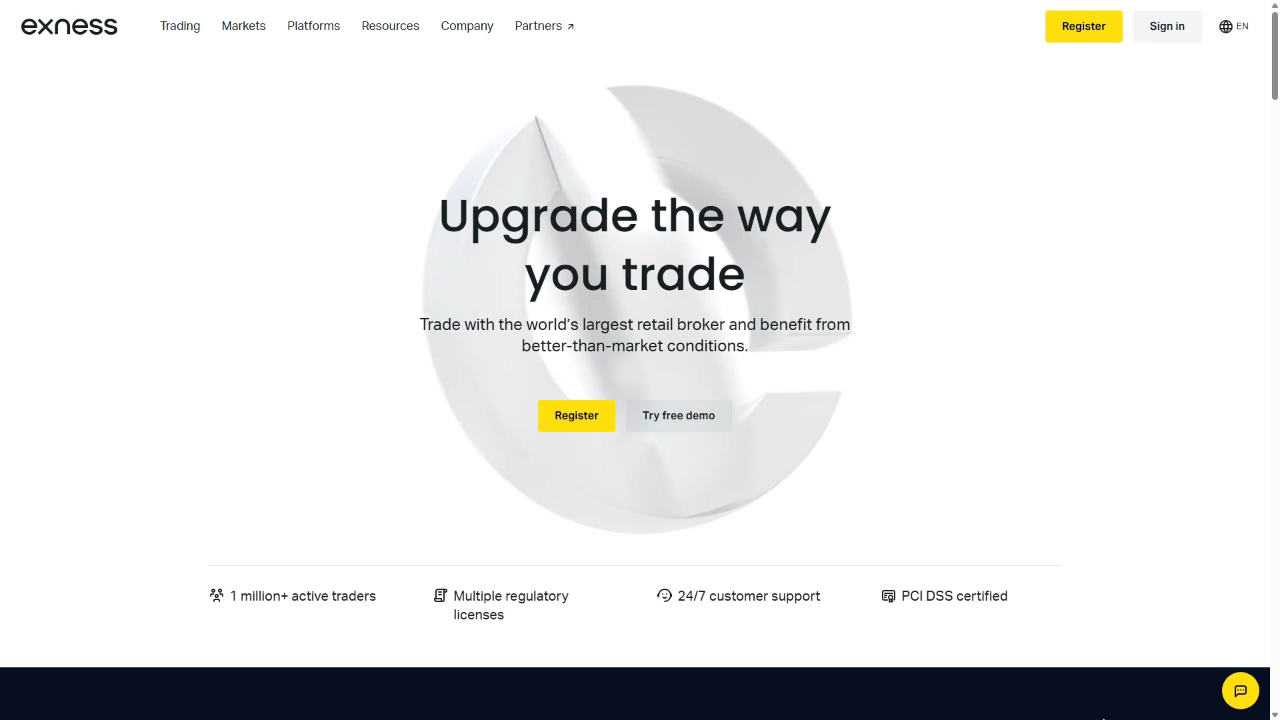 exness
Trading Markets Platforms Resources Company Partners ↗
Register Sign in EN
Upgrade the way
you trade
Trade with the world’s largest retail broker and benefit from
better-than-market conditions.
Register Try free demo
1 million+ active traders
Multiple regulatory
licenses
24/7 customer support
PCI DSS certified